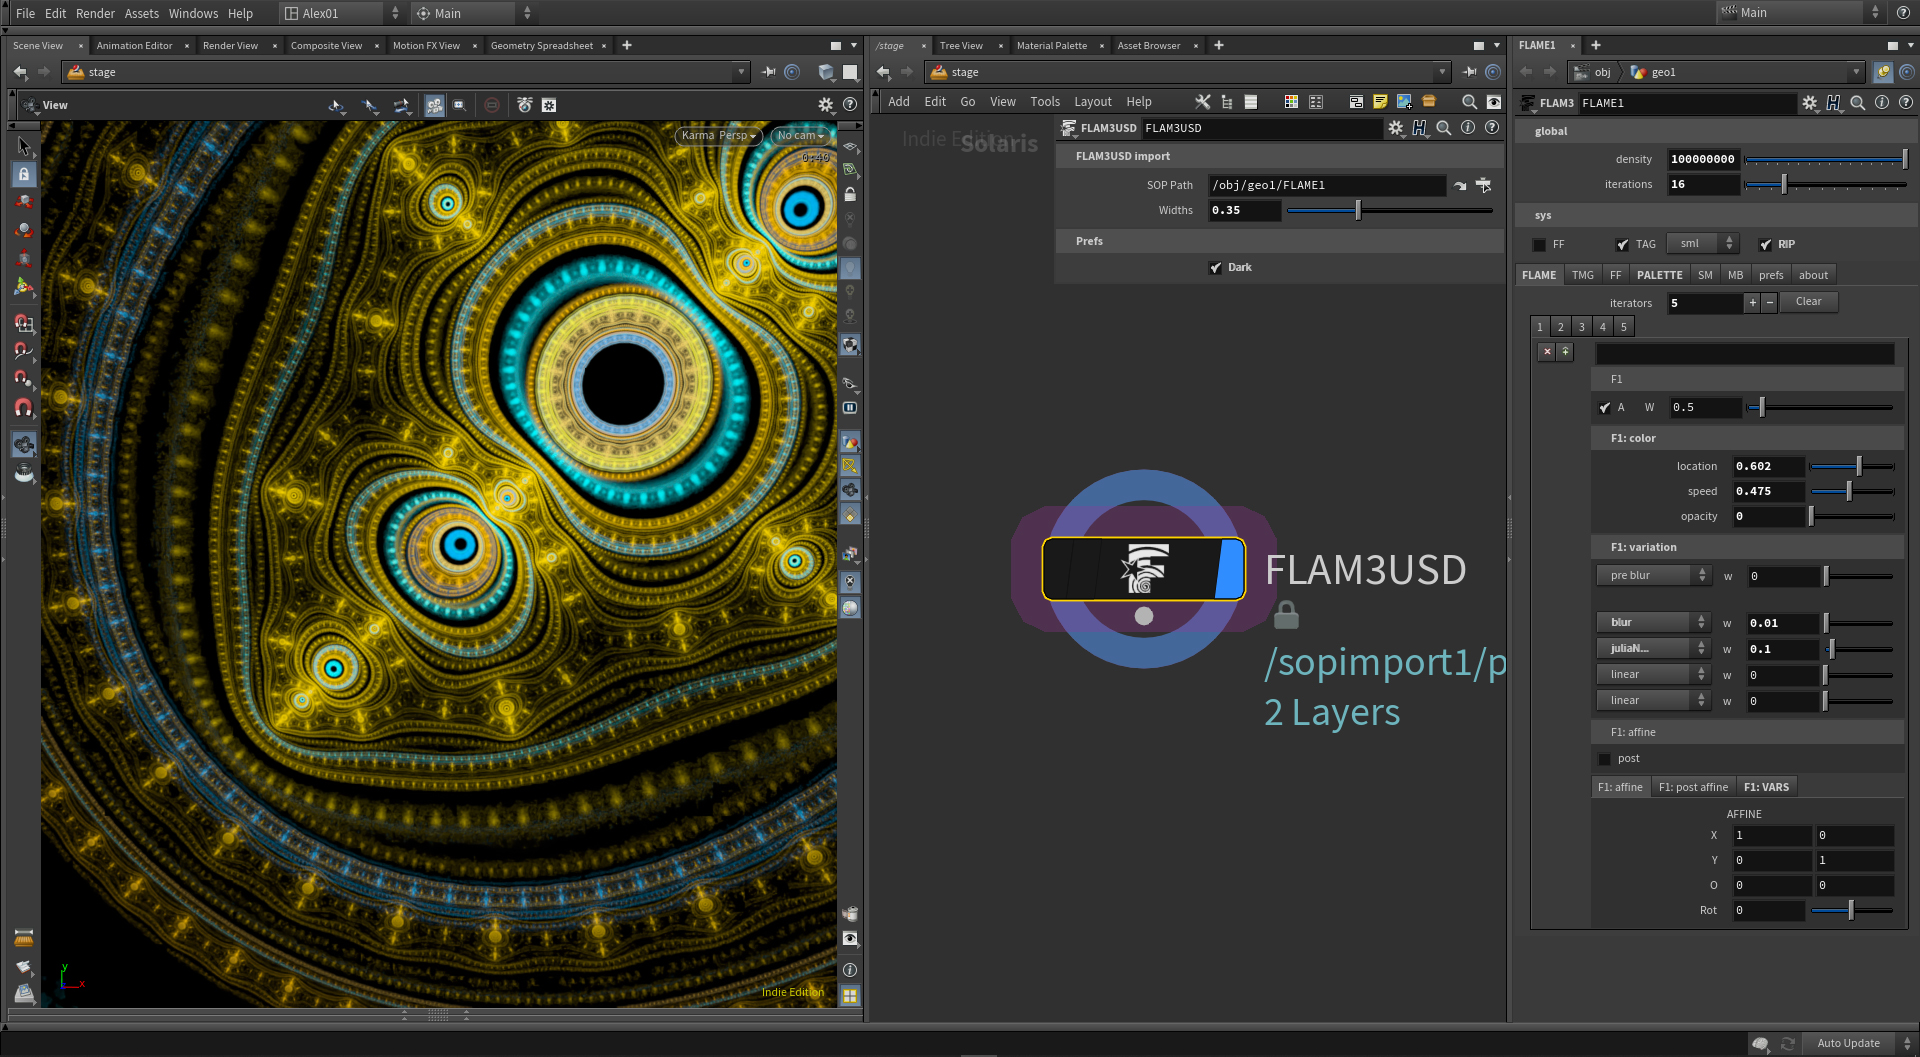 File Edit Render Assets Windows Help Alex01 Main Main
Scene View Animation Editor Render View Composite View Motion FX View Geometry Spreadsheet
stage
View
Karma Persp No cam
0:40
Indie Edition
y
x
/stage Tree View Material Palette Asset Browser
stage
Add Edit Go View Tools Layout Help
Indie Edition Solaris
FLAM3USD FLAM3USD
FLAM3USD import
SOP Path /obj/geo1/FLAME1
Widths 0.35
Prefs
Dark
FLAM3USD
/sopimport1/p
2 Layers
FLAME1
obj geo1
FLAM3 FLAME1
global
density 100000000
iterations 16
sys
FF TAG sml RIP
FLAME TMG FF PALETTE SM MB prefs about
iterators 5 + − Clear
1 2 3 4 5
F1
A W 0.5
F1: color
location 0.602
speed 0.475
opacity 0
F1: variation
pre blur w 0
blur w 0.01
juliaN... w 0.1
linear w 0
linear w 0
F1: affine
post
F1: affine F1: post affine F1: VARS
AFFINE
X 1 0
Y 0 1
O 0 0
Rot 0
Auto Update